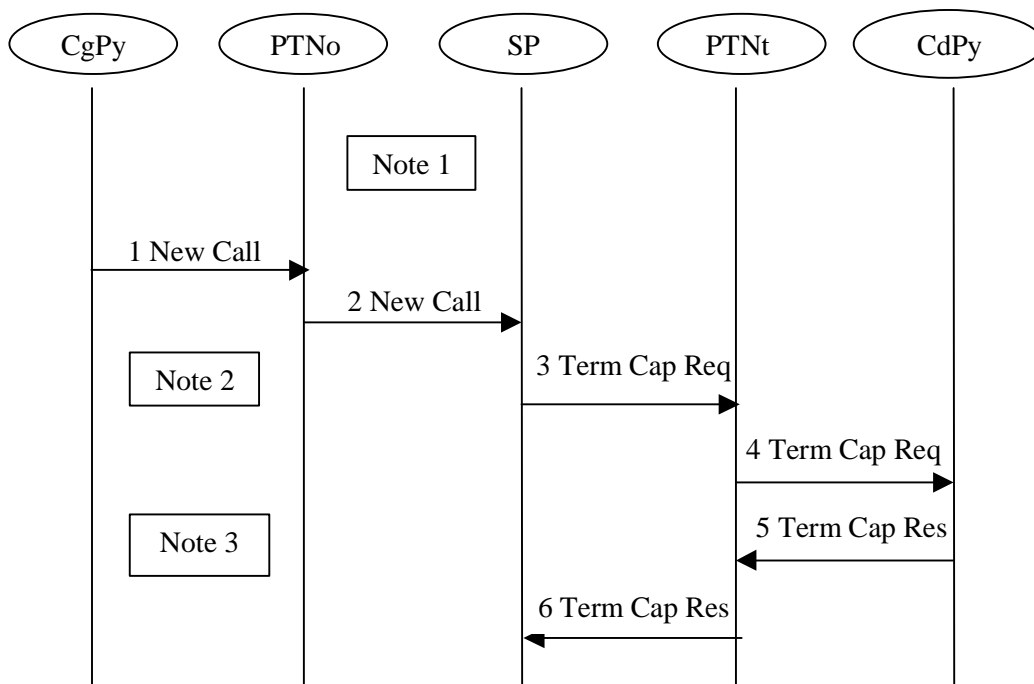 CgPy
PTNo
SP
PTNt
CdPy
Note 1
1 New Call
2 New Call
Note 2
3 Term Cap Req
4 Term Cap Req
Note 3
5 Term Cap Res
6 Term Cap Res